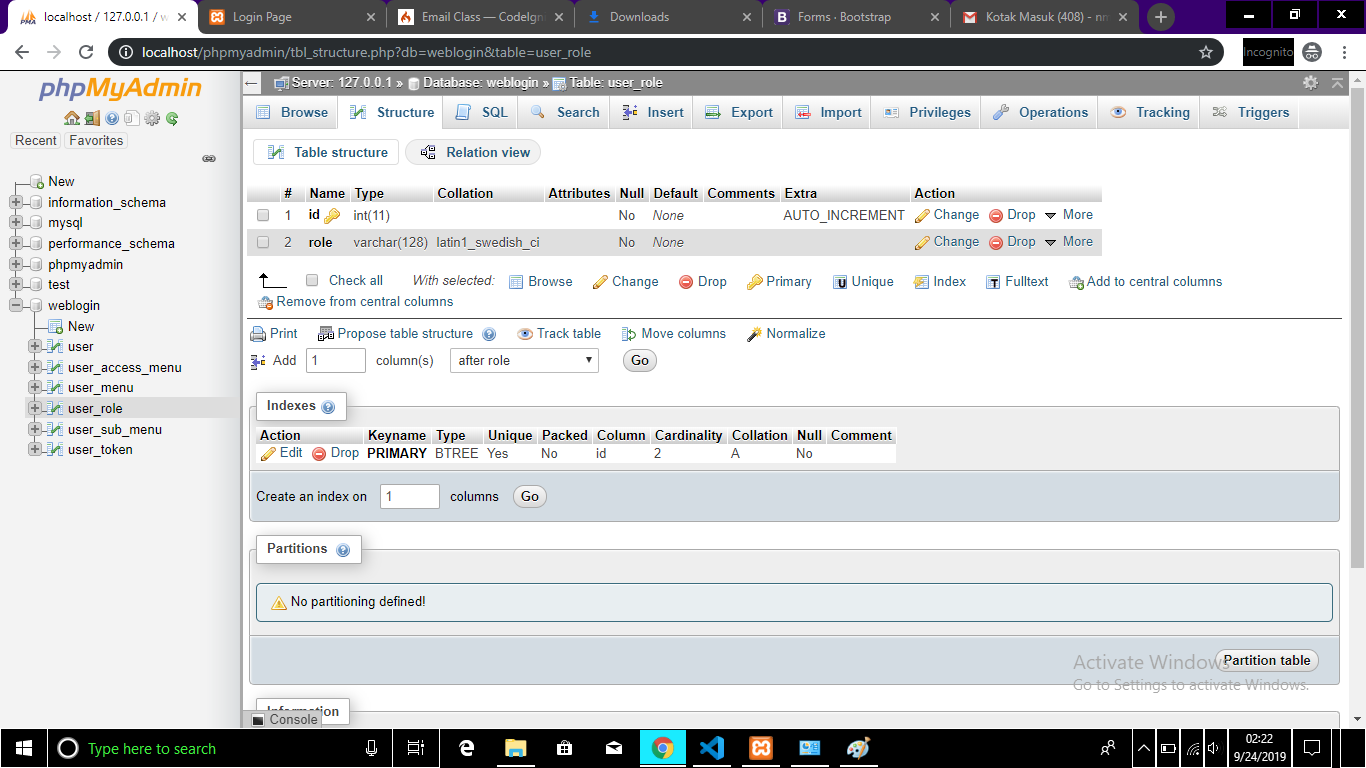 localhost / 127.0.0.1 / w
Login Page
Email Class — CodeIgn
Downloads
Forms · Bootstrap
Kotak Masuk (408) - nm
localhost/phpmyadmin/tbl_structure.php?db=weblogin&table=user_role
Incognito
phpMyAdmin
Recent
Favorites
New
information_schema
mysql
performance_schema
phpmyadmin
test
weblogin
New
user
user_access_menu
user_menu
user_role
user_sub_menu
user_token
Server: 127.0.0.1 » Database: weblogin » Table: user_role
Browse Structure SQL Search Insert Export Import Privileges Operations Tracking Triggers
Table structure Relation view
# Name Type Collation Attributes Null Default Comments Extra Action
1 id int(11) No None AUTO_INCREMENT Change Drop More
2 role varchar(128) latin1_swedish_ci No None Change Drop More
Check all With selected: Browse Change Drop Primary Unique Index Fulltext Add to central columns
Remove from central columns
Print Propose table structure Track table Move columns Normalize
Add 1 column(s) after role Go
Indexes
Action Keyname Type Unique Packed Column Cardinality Collation Null Comment
Edit Drop PRIMARY BTREE Yes No id 2 A No
Create an index on 1 columns Go
Partitions
No partitioning defined!
Partition table
Activate Windows
Go to Settings to activate Windows.
Information
Console
Type here to search
02:22
9/24/2019